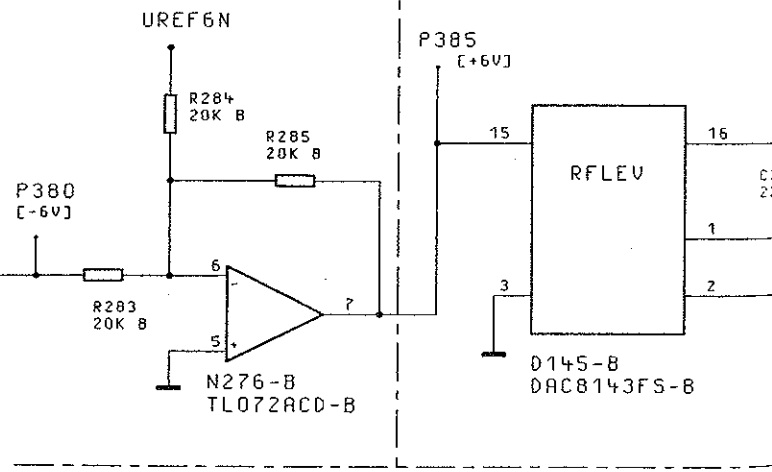 UREF6N
R284
20K B
R285
20K B
P380
[-6V]
R283
20K B
6
-
5
+
7
N276-B
TL072ACD-B
P385
[+6V]
15
RFLEV
16
1
2
3
D145-B
DAC8143FS-B